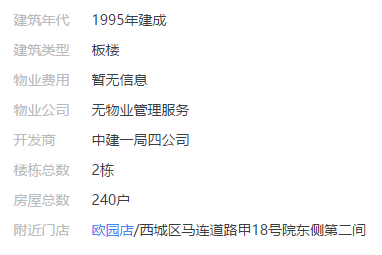 建筑年代 1995年建成
建筑类型 板楼
物业费用 暂无信息
物业公司 无物业管理服务
开发商 中建一局四公司
楼栋总数 2栋
房屋总数 240户
附近门店 欧园店/西城区马连道路甲18号院东侧第二间